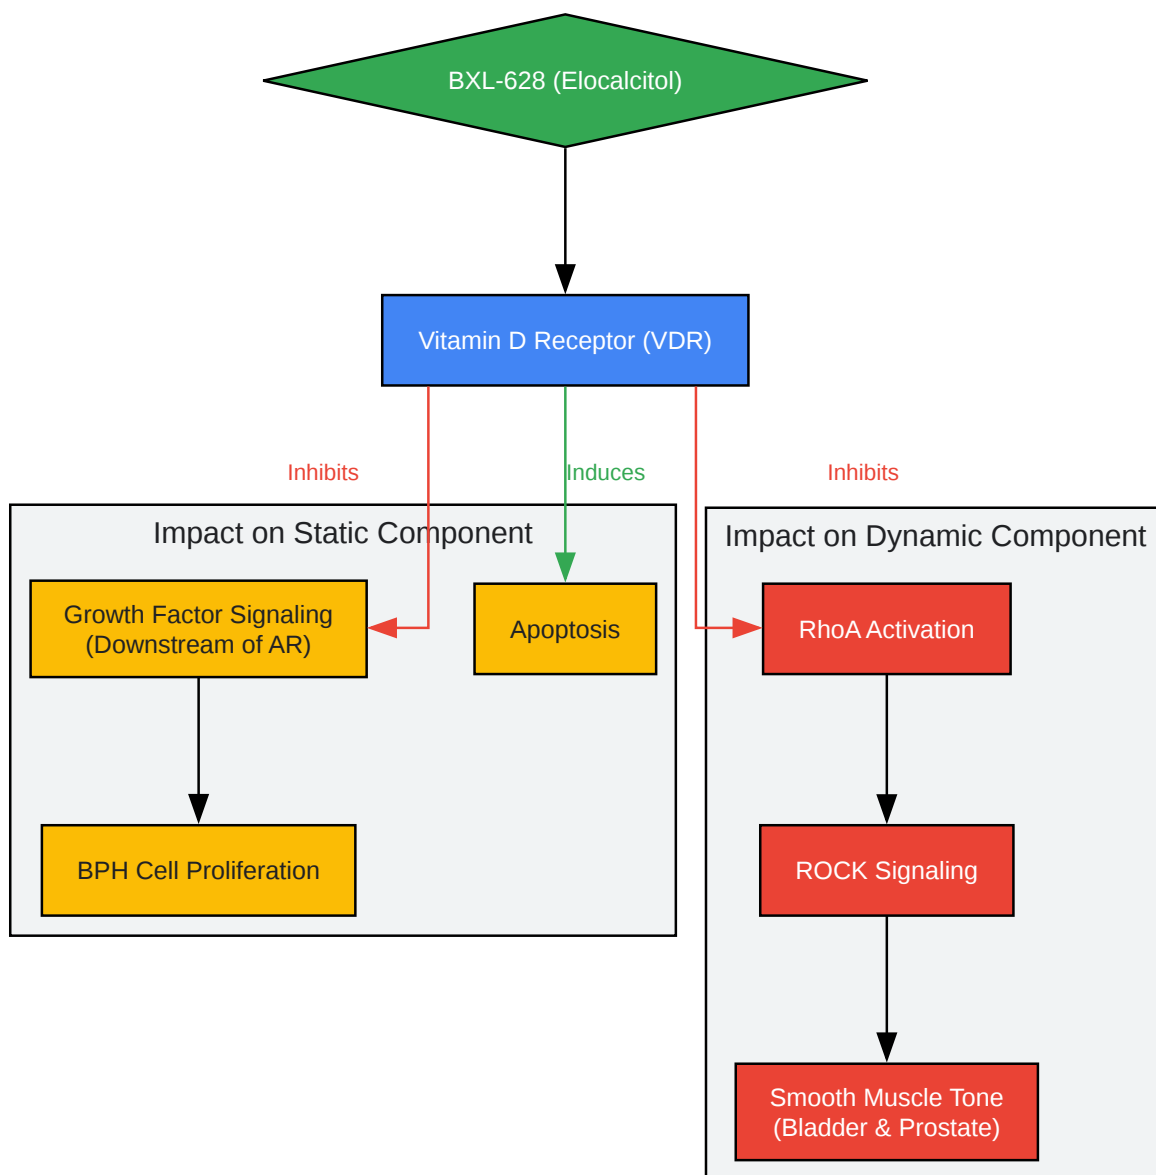 BXL-628 (Elocalcitol)
Vitamin D Receptor (VDR)
Inhibits
Induces
Inhibits
Impact on Static Component
Growth Factor Signaling
(Downstream of AR)
Apoptosis
BPH Cell Proliferation
Impact on Dynamic Component
RhoA Activation
ROCK Signaling
Smooth Muscle Tone
(Bladder & Prostate)